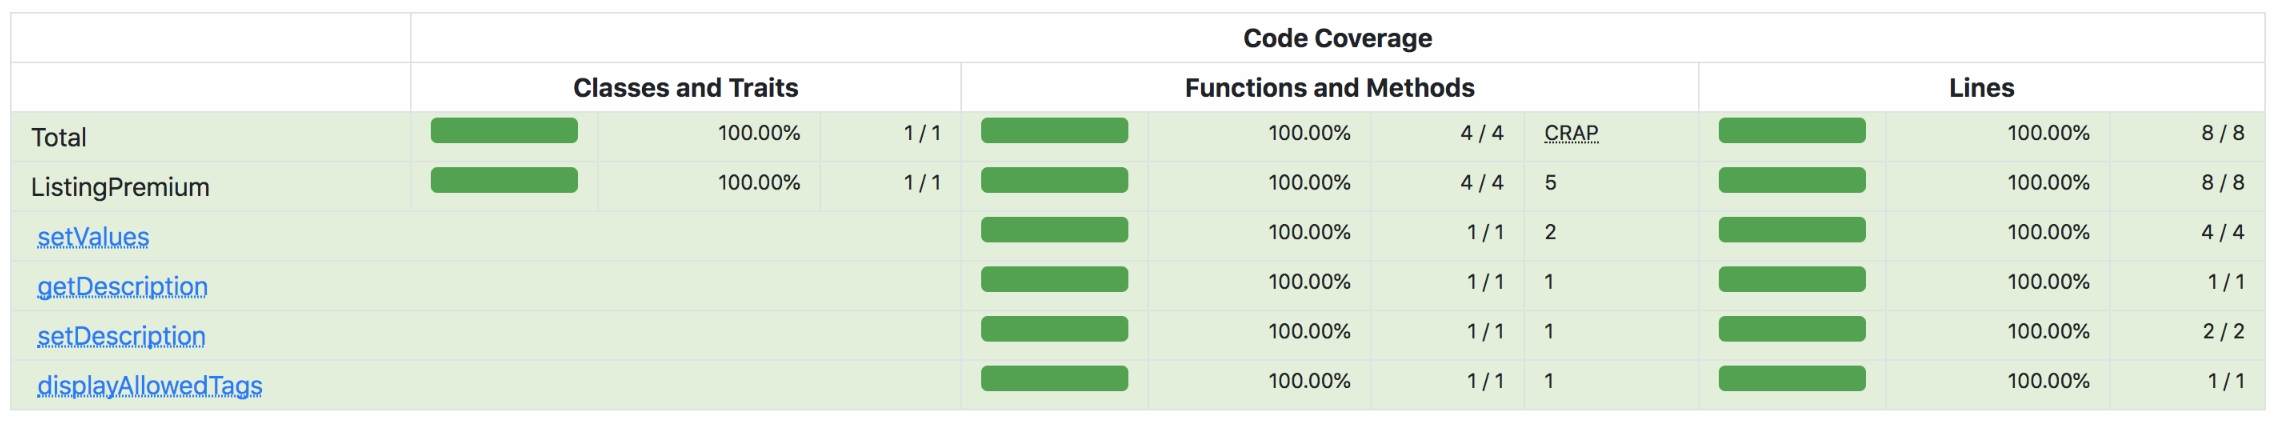 Code Coverage
Classes and Traits Functions and Methods Lines
Total 100.00% 1 / 1 100.00% 4 / 4 CRAP 100.00% 8 / 8
ListingPremium 100.00% 1 / 1 100.00% 4 / 4 5 100.00% 8 / 8
setValues 100.00% 1 / 1 2 100.00% 4 / 4
getDescription 100.00% 1 / 1 1 100.00% 1 / 1
setDescription 100.00% 1 / 1 1 100.00% 2 / 2
displayAllowedTags 100.00% 1 / 1 1 100.00% 1 / 1